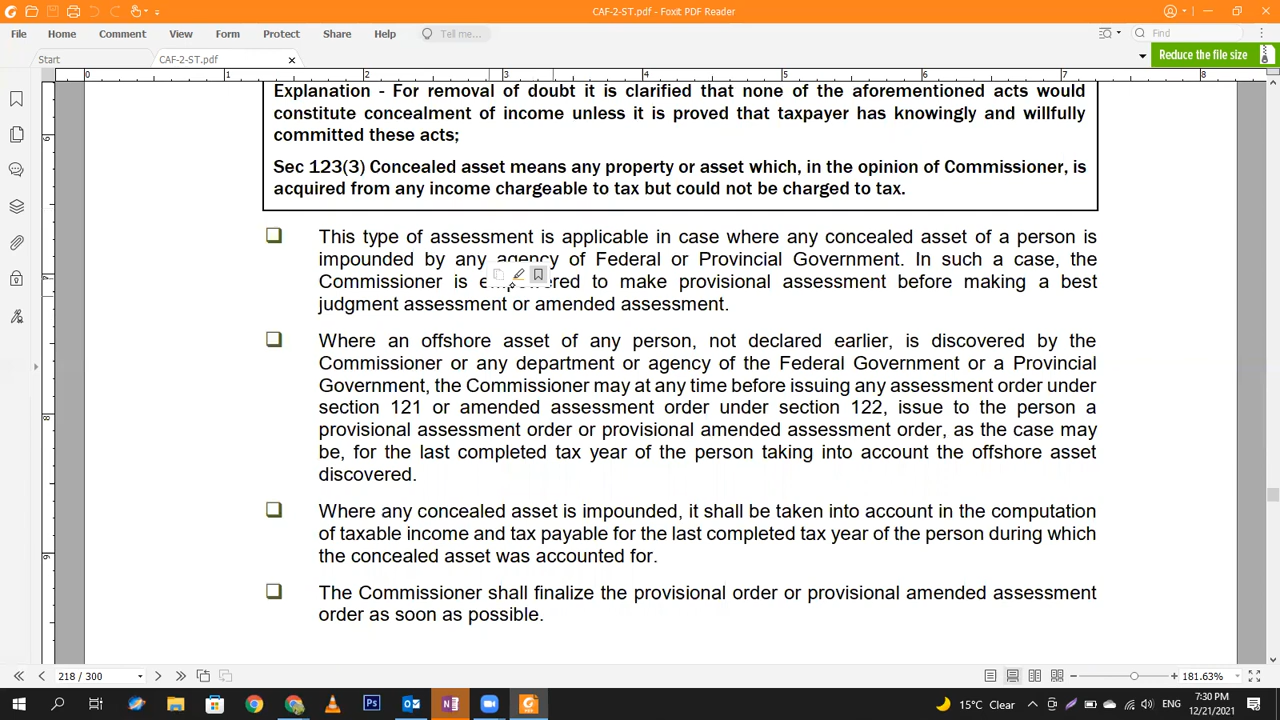 CAF-2-ST.pdf - Foxit PDF Reader
File Home Comment View Form Protect Share Help Tell me... Find
Start CAF-2-ST.pdf Reduce the file size
0 1 2 3 4 5 6 7 8
Explanation - For removal of doubt it is clarified that none of the aforementioned acts would
constitute concealment of income unless it is proved that taxpayer has knowingly and willfully
committed these acts;
Sec 123(3) Concealed asset means any property or asset which, in the opinion of Commissioner, is
acquired from any income chargeable to tax but could not be charged to tax.
This type of assessment is applicable in case where any concealed asset of a person is
impounded by any agency of Federal or Provincial Government. In such a case, the
Commissioner is empowered to make provisional assessment before making a best
judgment assessment or amended assessment.
Where an offshore asset of any person, not declared earlier, is discovered by the
Commissioner or any department or agency of the Federal Government or a Provincial
Government, the Commissioner may at any time before issuing any assessment order under
section 121 or amended assessment order under section 122, issue to the person a
provisional assessment order or provisional amended assessment order, as the case may
be, for the last completed tax year of the person taking into account the offshore asset
discovered.
Where any concealed asset is impounded, it shall be taken into account in the computation
of taxable income and tax payable for the last completed tax year of the person during which
the concealed asset was accounted for.
The Commissioner shall finalize the provisional order or provisional amended assessment
order as soon as possible.
218 / 300 181.63%
15°C Clear ENG 7:30 PM
12/21/2021